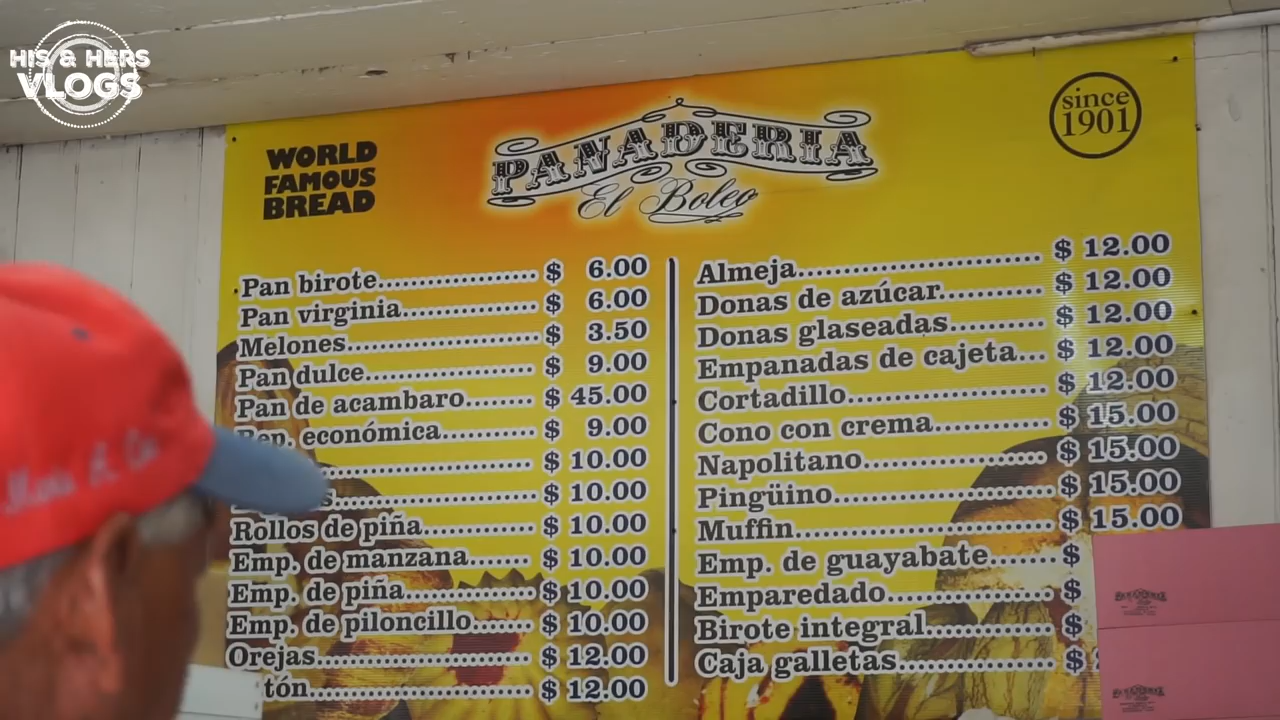 HIS & HERS
VLOGS
WORLD
FAMOUS
BREAD
PANADERIA
El Boleo
since
1901
Pan birote........ $ 6.00
Pan virginia........ $ 6.00
Melones........ $ 3.50
Pan dulce........ $ 9.00
Pan de acambaro........ $ 45.00
económica........ $ 9.00
$ 10.00
$ 10.00
Rollos de piña........ $ 10.00
Emp. de manzana........ $ 10.00
Emp. de piña........ $ 10.00
Emp. de piloncillo........ $ 10.00
Orejas........ $ 12.00
tón........ $ 12.00
Almeja........ $ 12.00
Donas de azúcar........ $ 12.00
Donas glaseadas........ $ 12.00
Empanadas de cajeta... $ 12.00
Cortadillo........ $ 12.00
Cono con crema........ $ 15.00
Napolitano........ $ 15.00
Pingüino........ $ 15.00
Muffin........ $ 15.00
Emp. de guayabate........ $
Emparedado........ $
Birote integral........ $
Caja galletas........ $